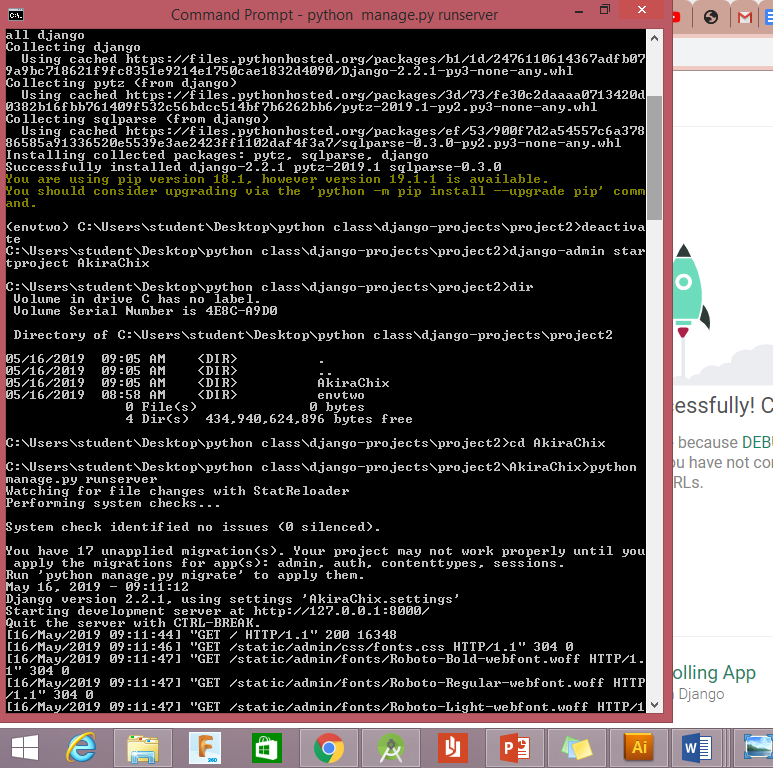 Command Prompt - python  manage.py runserver
all django
Collecting django
  Using cached https://files.pythonhosted.org/packages/b1/1d/2476110614367adfb07
9a9bc718621f9fc8351e9214e1750cae1832d4090/Django-2.2.1-py3-none-any.whl
Collecting pytz (from django)
  Using cached https://files.pythonhosted.org/packages/3d/73/fe30c2daaaa0713420d
0382b16fbb761409f532c56bdcc514bf7b6262bb6/pytz-2019.1-py2.py3-none-any.whl
Collecting sqlparse (from django)
  Using cached https://files.pythonhosted.org/packages/ef/53/900f7d2a54557c6a378
86585a91336520e5539e3ae2423ff1102daf4f3a7/sqlparse-0.3.0-py2.py3-none-any.whl
Installing collected packages: pytz, sqlparse, django
Successfully installed django-2.2.1 pytz-2019.1 sqlparse-0.3.0
You are using pip version 18.1, however version 19.1.1 is available.
You should consider upgrading via the 'python -m pip install --upgrade pip' comm
and.
(envtwo) C:\Users\student\Desktop\python class\django-projects\project2>deactiva
te
C:\Users\student\Desktop\python class\django-projects\project2>django-admin star
tproject AkiraChix
C:\Users\student\Desktop\python class\django-projects\project2>dir
 Volume in drive C has no label.
 Volume Serial Number is 4E8C-A9D0
 Directory of C:\Users\student\Desktop\python class\django-projects\project2
05/16/2019  09:05 AM    <DIR>          .
05/16/2019  09:05 AM    <DIR>          ..
05/16/2019  09:05 AM    <DIR>          AkiraChix
05/16/2019  08:58 AM    <DIR>          envtwo
               0 File(s)              0 bytes
               4 Dir(s)  434,940,624,896 bytes free
C:\Users\student\Desktop\python class\django-projects\project2>cd AkiraChix
C:\Users\student\Desktop\python class\django-projects\project2\AkiraChix>python
manage.py runserver
Watching for file changes with StatReloader
Performing system checks...
System check identified no issues (0 silenced).
You have 17 unapplied migration(s). Your project may not work properly until you
 apply the migrations for app(s): admin, auth, contenttypes, sessions.
Run 'python manage.py migrate' to apply them.
May 16, 2019 - 09:11:12
Django version 2.2.1, using settings 'AkiraChix.settings'
Starting development server at http://127.0.0.1:8000/
Quit the server with CTRL-BREAK.
[16/May/2019 09:11:44] "GET / HTTP/1.1" 200 16348
[16/May/2019 09:11:46] "GET /static/admin/css/fonts.css HTTP/1.1" 304 0
[16/May/2019 09:11:47] "GET /static/admin/fonts/Roboto-Bold-webfont.woff HTTP/1.
1" 304 0
[16/May/2019 09:11:47] "GET /static/admin/fonts/Roboto-Regular-webfont.woff HTTP
/1.1" 304 0
[16/May/2019 09:11:47] "GET /static/admin/fonts/Roboto-Light-webfont.woff HTTP/1
essfully! C
because DEBU
ou have not con
RLs.
olling App
Django
F 360
P
Ai
W